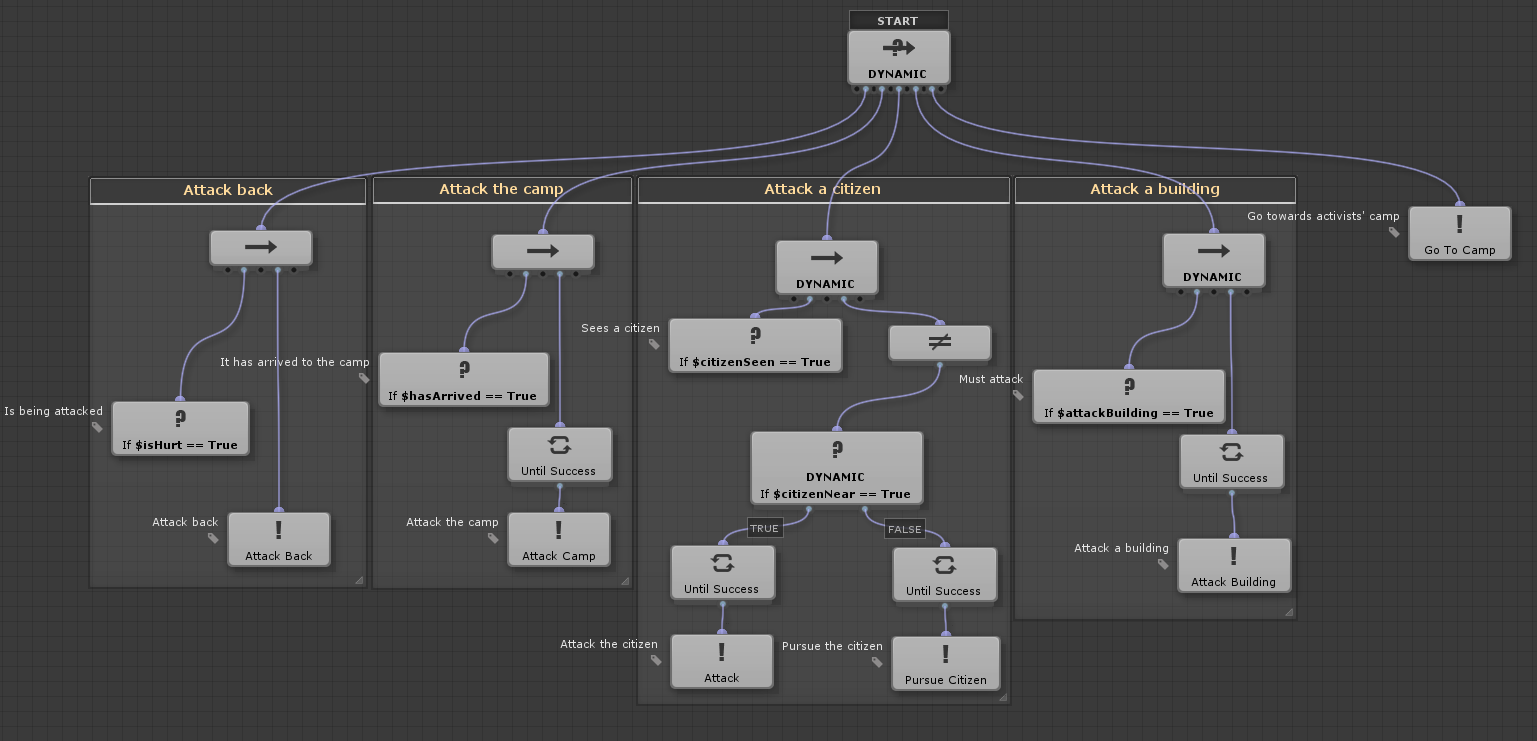 START
DYNAMIC
Attack back
Attack the camp
Attack a citizen
Attack a building
Go towards activists' camp
!
Go To Camp
DYNAMIC
DYNAMIC
Sees a citizen
?
If $citizenSeen == True
≠
It has arrived to the camp
?
If $hasArrived == True
Must attack
?
If $attackBuilding == True
Is being attacked
?
If $isHurt == True
Until Success
?
DYNAMIC
If $citizenNear == True
Until Success
Attack back
!
Attack Back
Attack the camp
!
Attack Camp
TRUE
FALSE
Attack a building
!
Attack Building
Until Success
Until Success
Attack the citizen
!
Attack
Pursue the citizen
!
Pursue Citizen